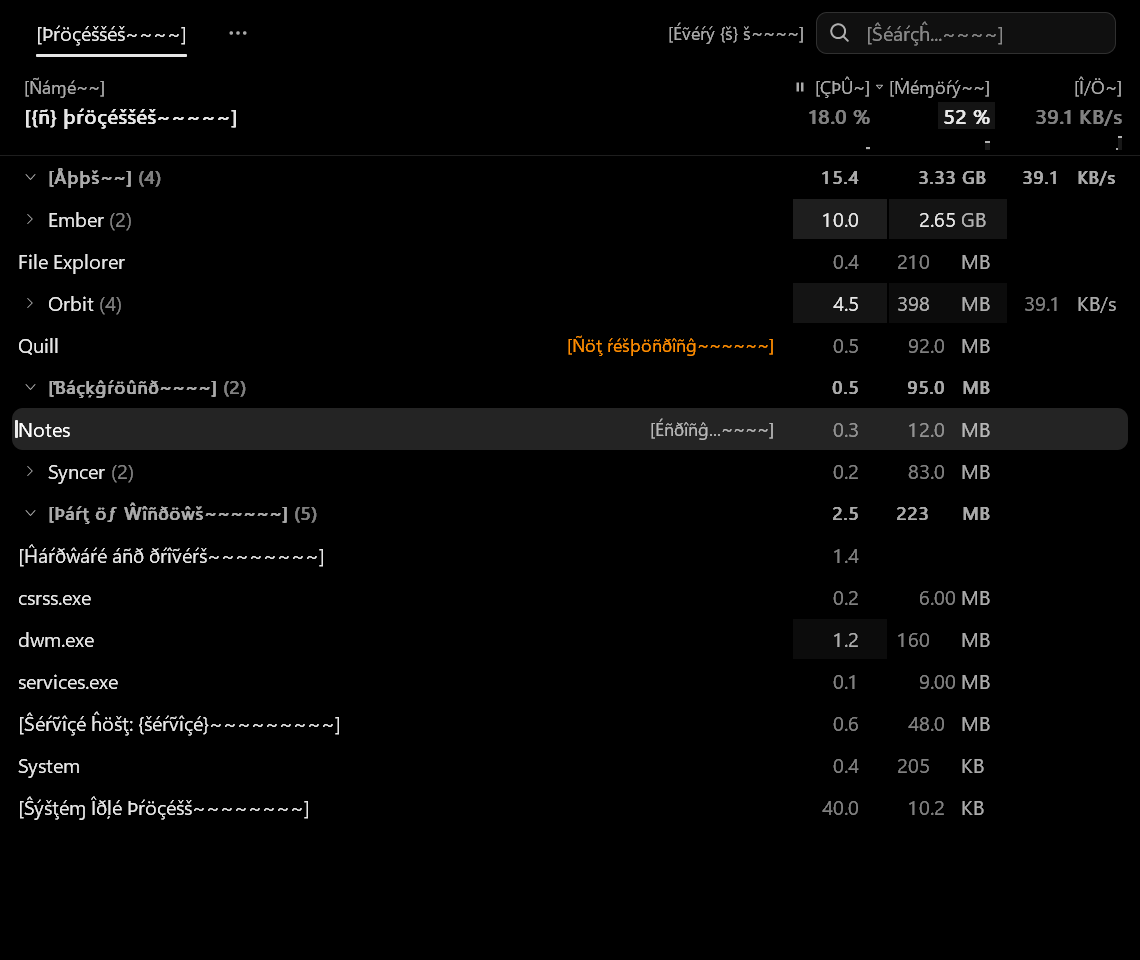 [Þŕöçéššéš~~~~] ··· [Éṽéŕý {š} š~~~~] [Ŝéáŕçĥ...~~~~]
[Ñáɱé~~] [ÇÞÛ~] [Ṁéɱöŕý~~] [Î/Ö~]
[{ñ} þŕöçéššéš~~~~~] 18.0 % 52 % 39.1 KB/s
[Åþþš~~] (4) 15.4 3.33 GB 39.1 KB/s
Ember (2) 10.0 2.65 GB
File Explorer 0.4 210 MB
Orbit (4) 4.5 398 MB 39.1 KB/s
Quill [Ñöţ ŕéšþöñðîñĝ~~~~~~] 0.5 92.0 MB
[Ɓáçķĝŕöûñð~~~~] (2) 0.5 95.0 MB
Notes [Éñðîñĝ...~~~~] 0.3 12.0 MB
Syncer (2) 0.2 83.0 MB
[Þáŕţ öƒ Ŵîñðöŵš~~~~~~] (5) 2.5 223 MB
[Ĥáŕðŵáŕé áñð ðŕîṽéŕš~~~~~~~~] 1.4
csrss.exe 0.2 6.00 MB
dwm.exe 1.2 160 MB
services.exe 0.1 9.00 MB
[Ŝéŕṽîçé ĥöšţ: {šéŕṽîçé}~~~~~~~~~] 0.6 48.0 MB
System 0.4 205 KB
[Ŝýšţéɱ Îðļé Þŕöçéšš~~~~~~~~] 40.0 10.2 KB